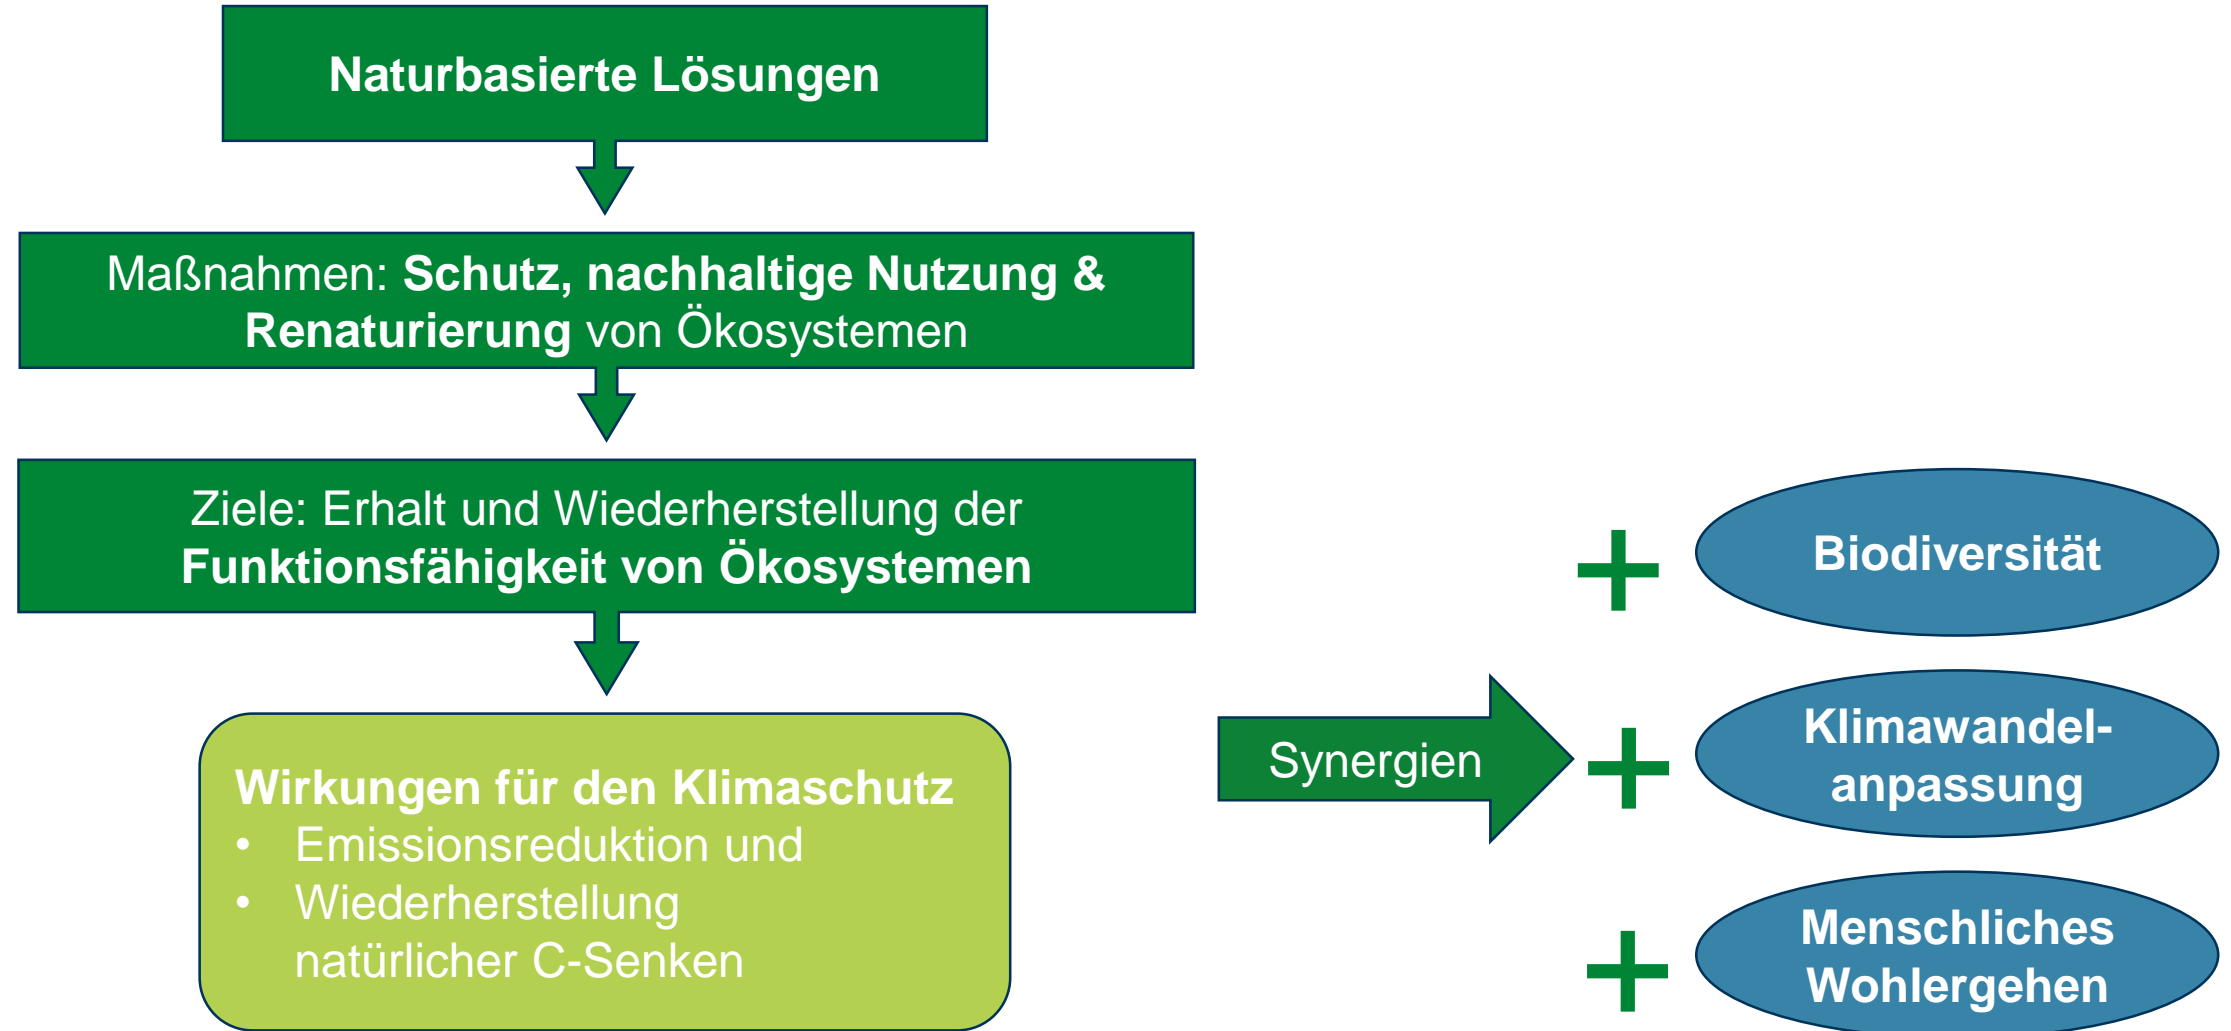 Naturbasierte Lösungen
Maßnahmen: Schutz, nachhaltige Nutzung &
Renaturierung von Ökosystemen
Ziele: Erhalt und Wiederherstellung der
Funktionsfähigkeit von Ökosystemen
Wirkungen für den Klimaschutz
• Emissionsreduktion und
• Wiederherstellung
natürlicher C-Senken
Synergien
+ Biodiversität
+ Klimawandel-
anpassung
+ Menschliches
Wohlergehen